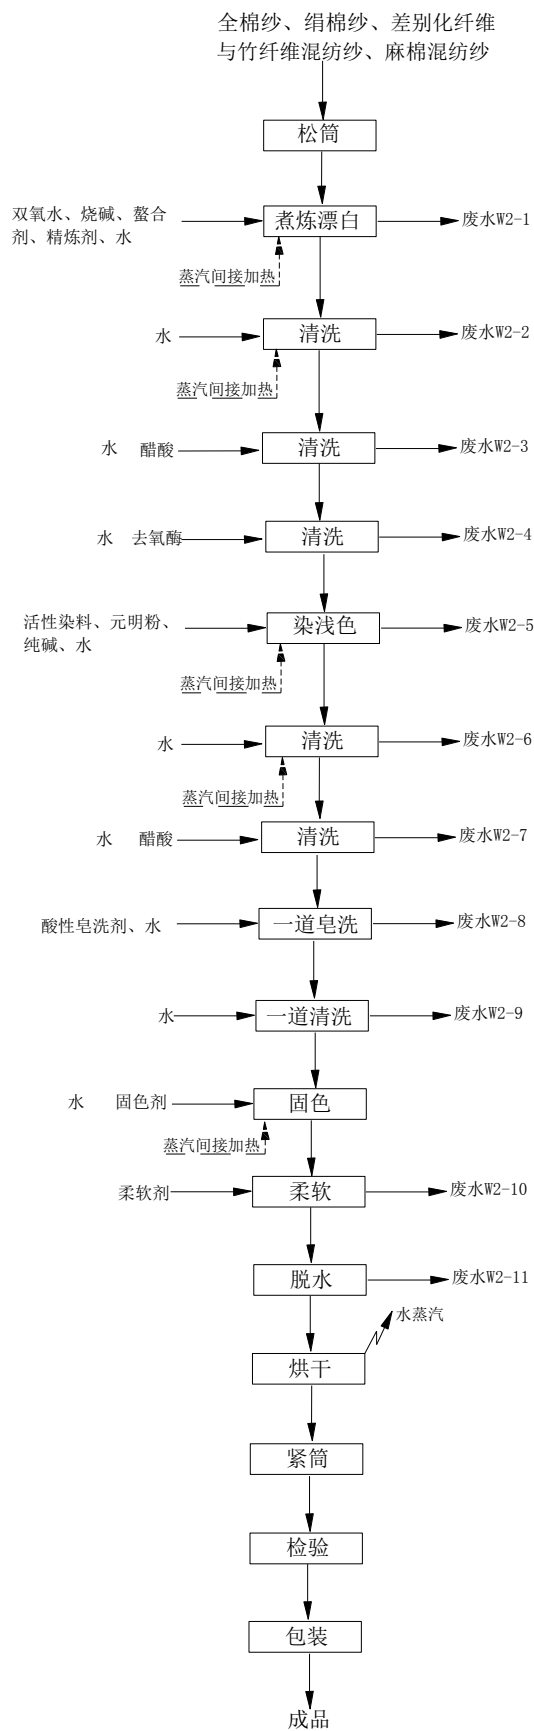 全棉纱、绢棉纱、差别化纤维
与竹纤维混纺纱、麻棉混纺纱
松筒
双氧水、烧碱、螯合
剂、精炼剂、水
煮炼漂白
废水W2-1
蒸汽间接加热
水
清洗
废水W2-2
蒸汽间接加热
水 醋酸
清洗
废水W2-3
水 去氧酶
清洗
废水W2-4
活性染料、元明粉、
纯碱、水
染浅色
废水W2-5
蒸汽间接加热
水
清洗
废水W2-6
蒸汽间接加热
水 醋酸
清洗
废水W2-7
酸性皂洗剂、水
一道皂洗
废水W2-8
水
一道清洗
废水W2-9
水 固色剂
固色
蒸汽间接加热
柔软剂
柔软
废水W2-10
脱水
废水W2-11
水蒸汽
烘干
紧筒
检验
包装
成品